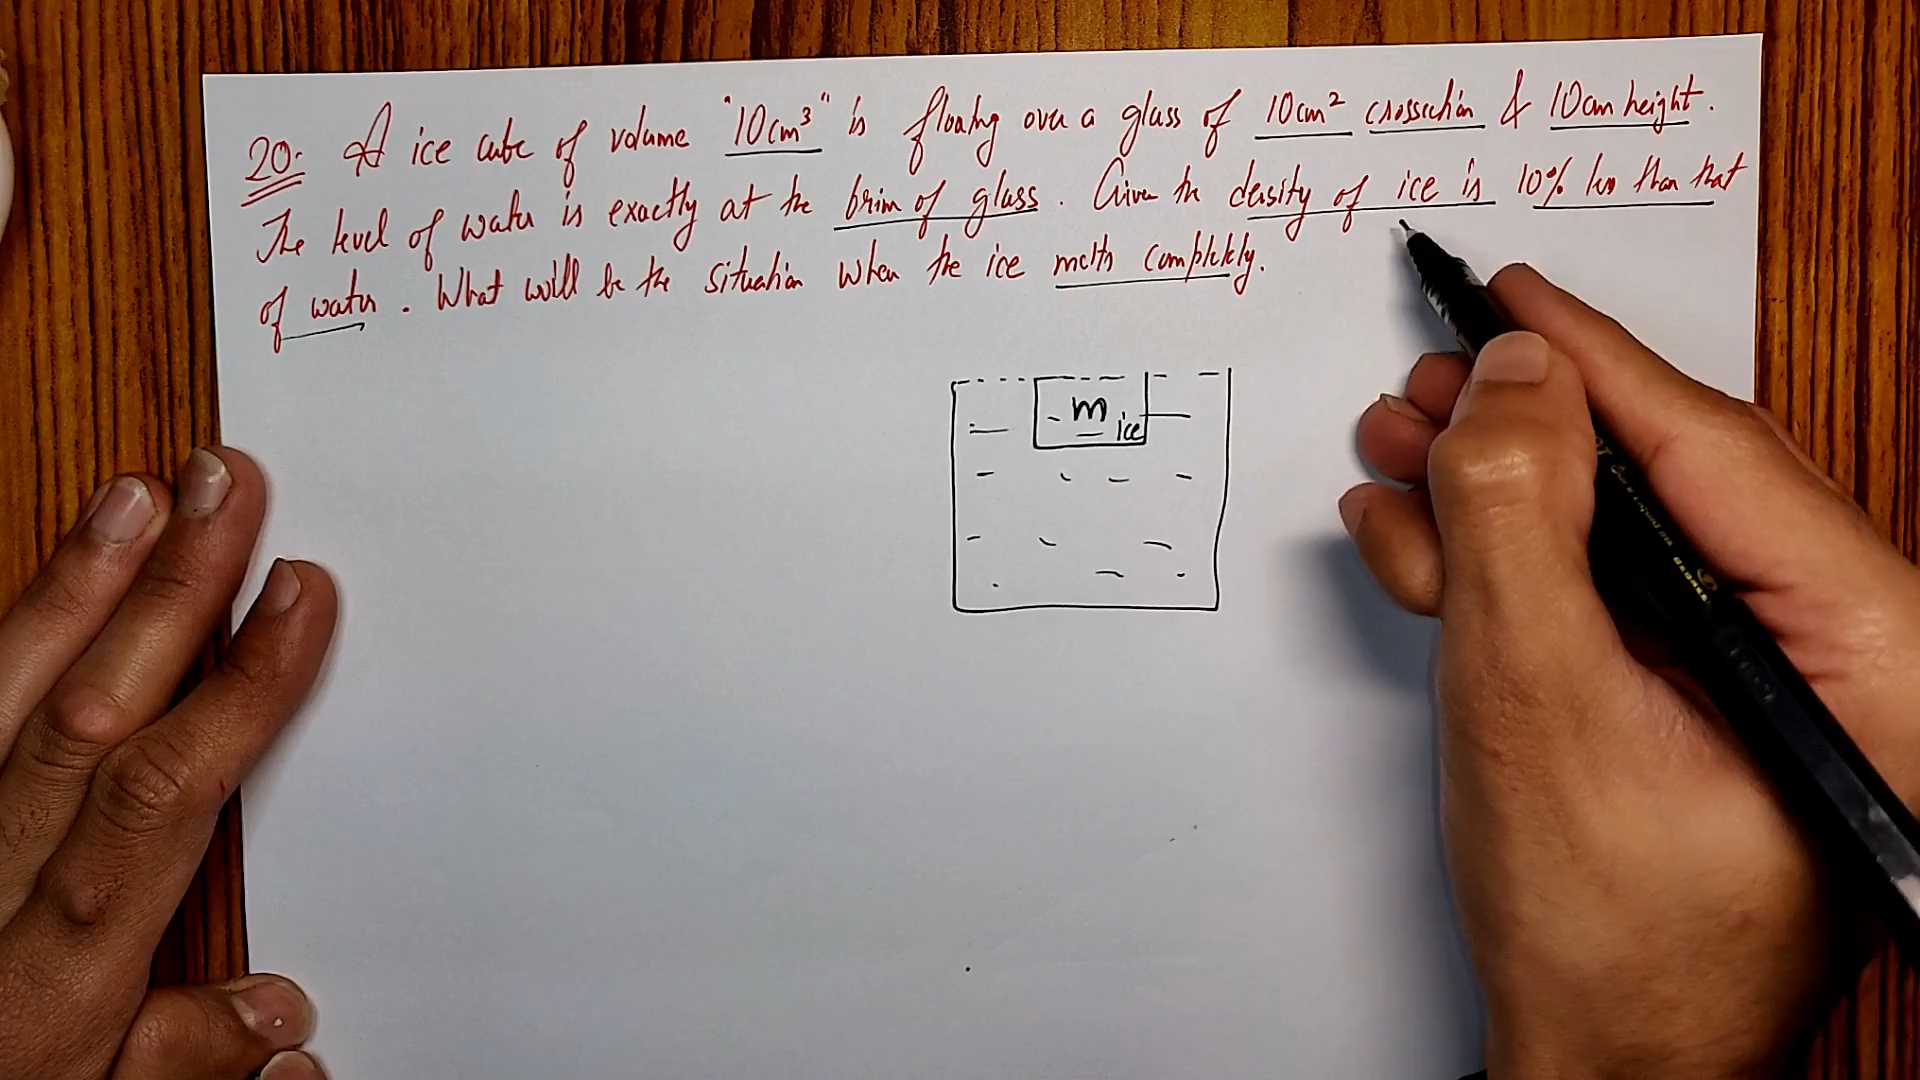 20:- A ice cube of volume "10cm³" is floating over a glass of 10cm² crossection & 10cm height.
The level of water is exactly at the brim of glass. Given the density of ice is 10% less than that
of water. What will be the situation when the ice melts completely.
m ice